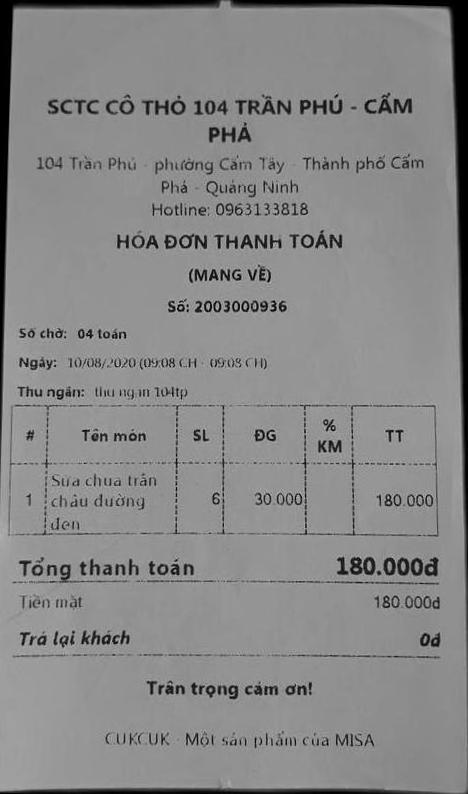 SCTC CÔ THỎ 104 TRẦN PHÚ - CẨM
PHẢ
104 Trần Phú - phường Cẩm Tây - Thành phố Cẩm
Phả - Quảng Ninh
Hotline: 0963133818
HÓA ĐƠN THANH TOÁN
(MANG VỀ)
Số: 2003000936
Số chờ: 04 toán
Ngày: 10/08/2020 (09:08 CH - 09:08 CH)
Thu ngân: thu ngan 104tp
# Tên món SL ĐG % KM TT
1 Sữa chua trân châu đường đen 6 30.000 180.000
Tổng thanh toán 180.000đ
Tiền mặt 180.000đ
Trả lại khách 0đ
Trân trọng cảm ơn!
CUKCUK - Một sản phẩm của MISA